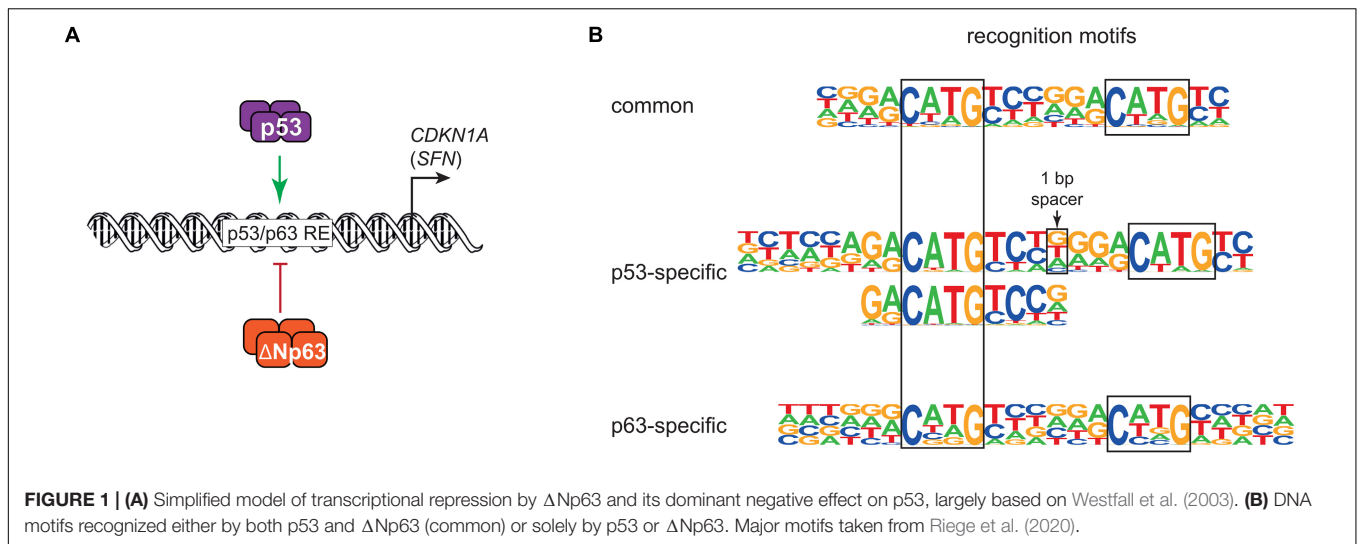 A
B
recognition motifs
common
p53
CDKN1A
(SFN)
p53/p63 RE
1 bp
spacer
p53-specific
ΔNp63
p63-specific
FIGURE 1 | (A) Simplified model of transcriptional repression by ΔNp63 and its dominant negative effect on p53, largely based on Westfall et al. (2003). (B) DNA
motifs recognized either by both p53 and ΔNp63 (common) or solely by p53 or ΔNp63. Major motifs taken from Riege et al. (2020).